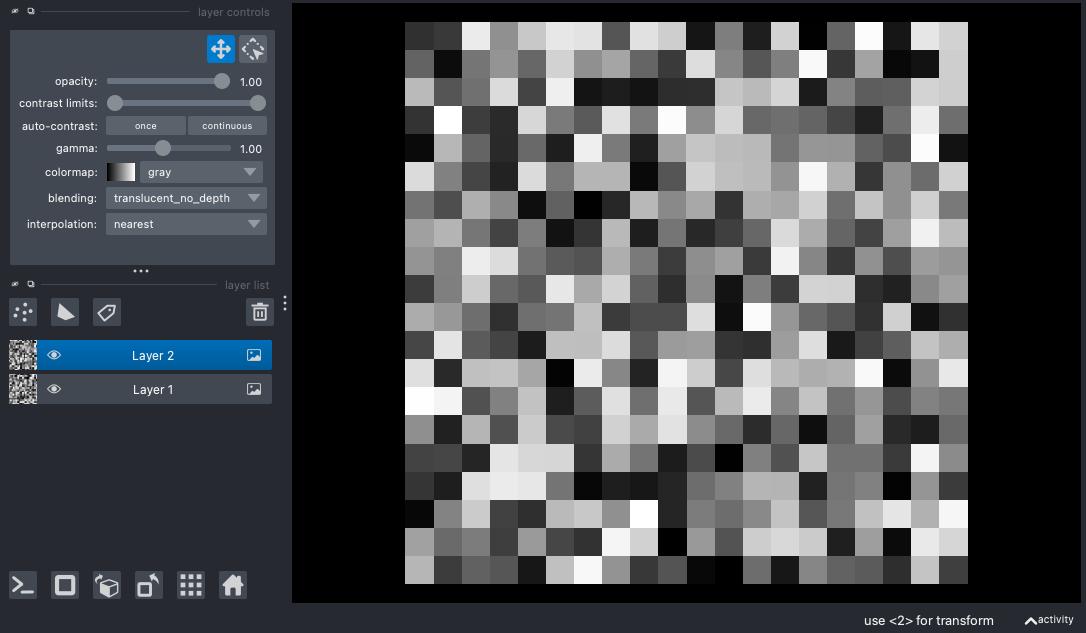 layer controls
opacity: 1.00
contrast limits:
auto-contrast: once continuous
gamma: 1.00
colormap: gray
blending: translucent_no_depth
interpolation: nearest
layer list
Layer 2
Layer 1
use <2> for transform
activity